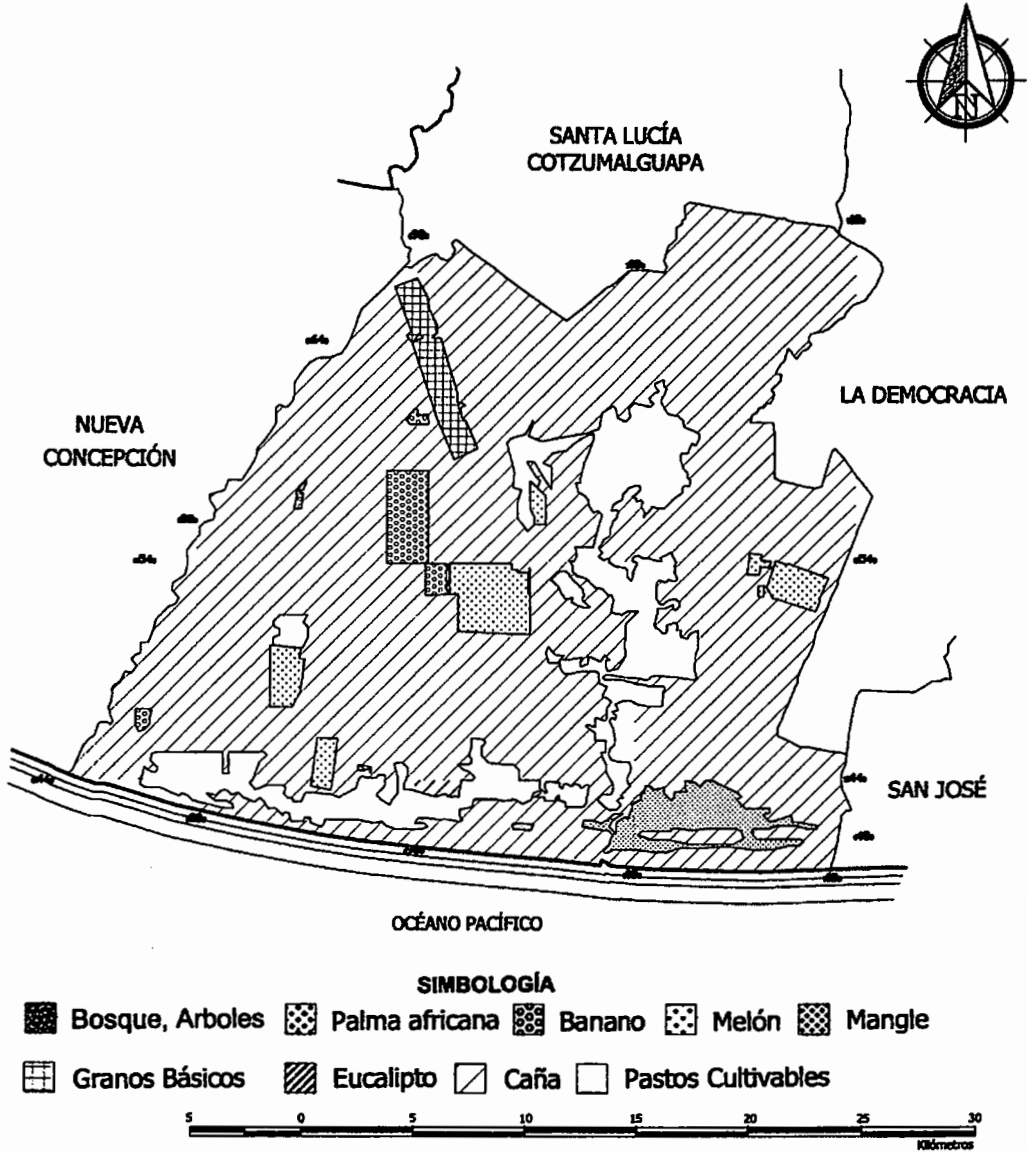 N
SANTA LUCÍA
COTZUMALGUAPA
LA DEMOCRACIA
NUEVA
CONCEPCIÓN
SAN JOSÉ
OCÉANO PACÍFICO
SIMBOLOGÍA
Bosque, Arboles Palma africana Banano Melón Mangle
Granos Básicos Eucalipto Caña Pastos Cultivables
5 0 5 10 15 20 25 30
Kilómetros